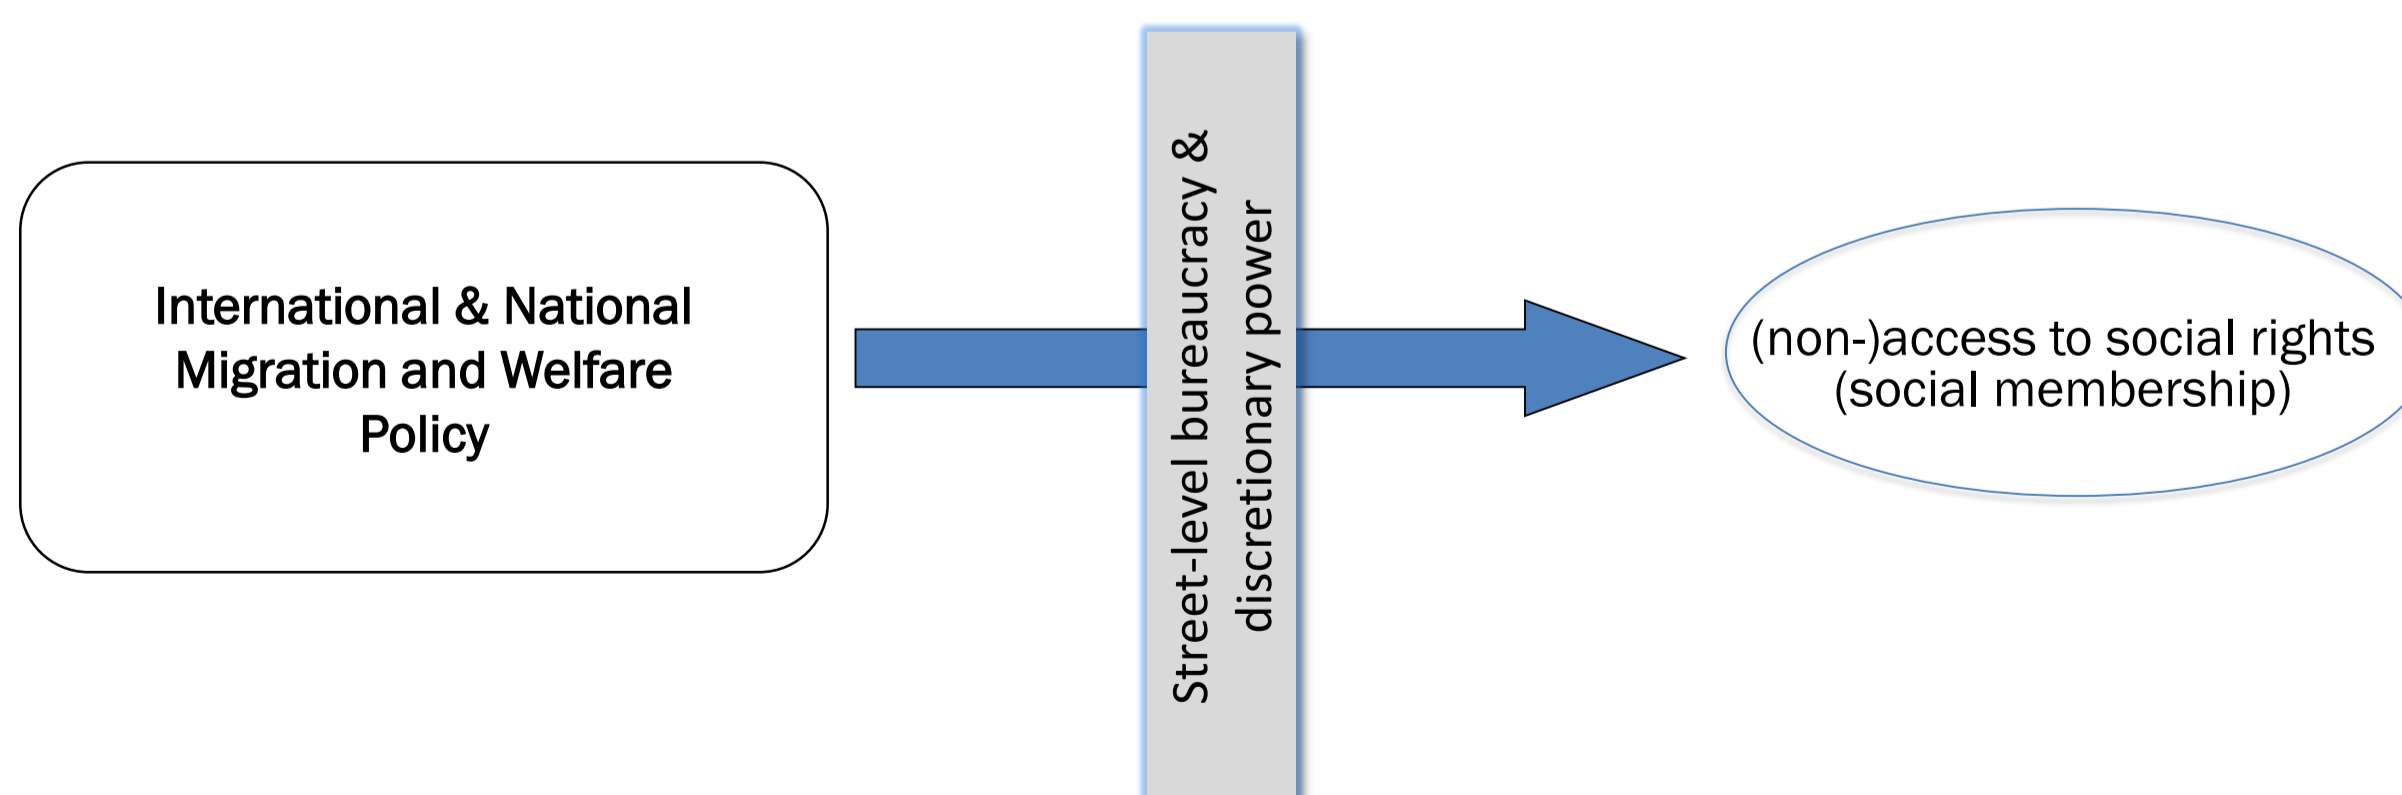 International & National
Migration and Welfare
Policy
Street-level bureaucracy &
discretionary power
(non-)access to social rights
(social membership)